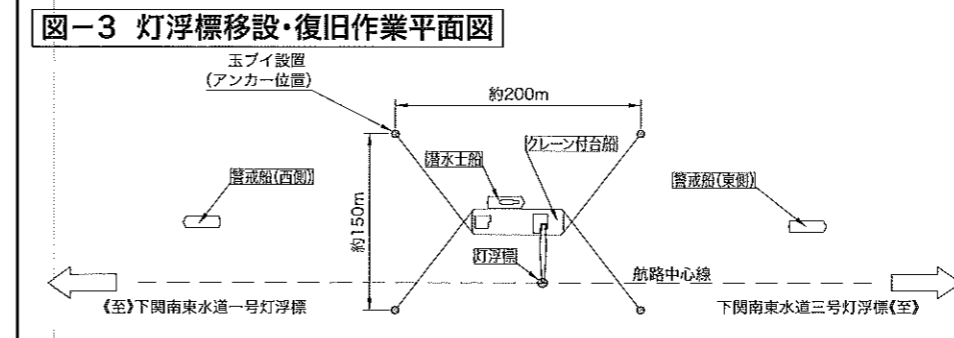 図－3 灯浮標移設・復旧作業平面図
玉ブイ設置
(アンカー位置)
約200m
潜水士船
クレーン付台船
警戒船(西側)
警戒船(東側)
約150m
灯浮標
航路中心線
《至》下関南東水道一号灯浮標
下関南東水道三号灯浮標《至》